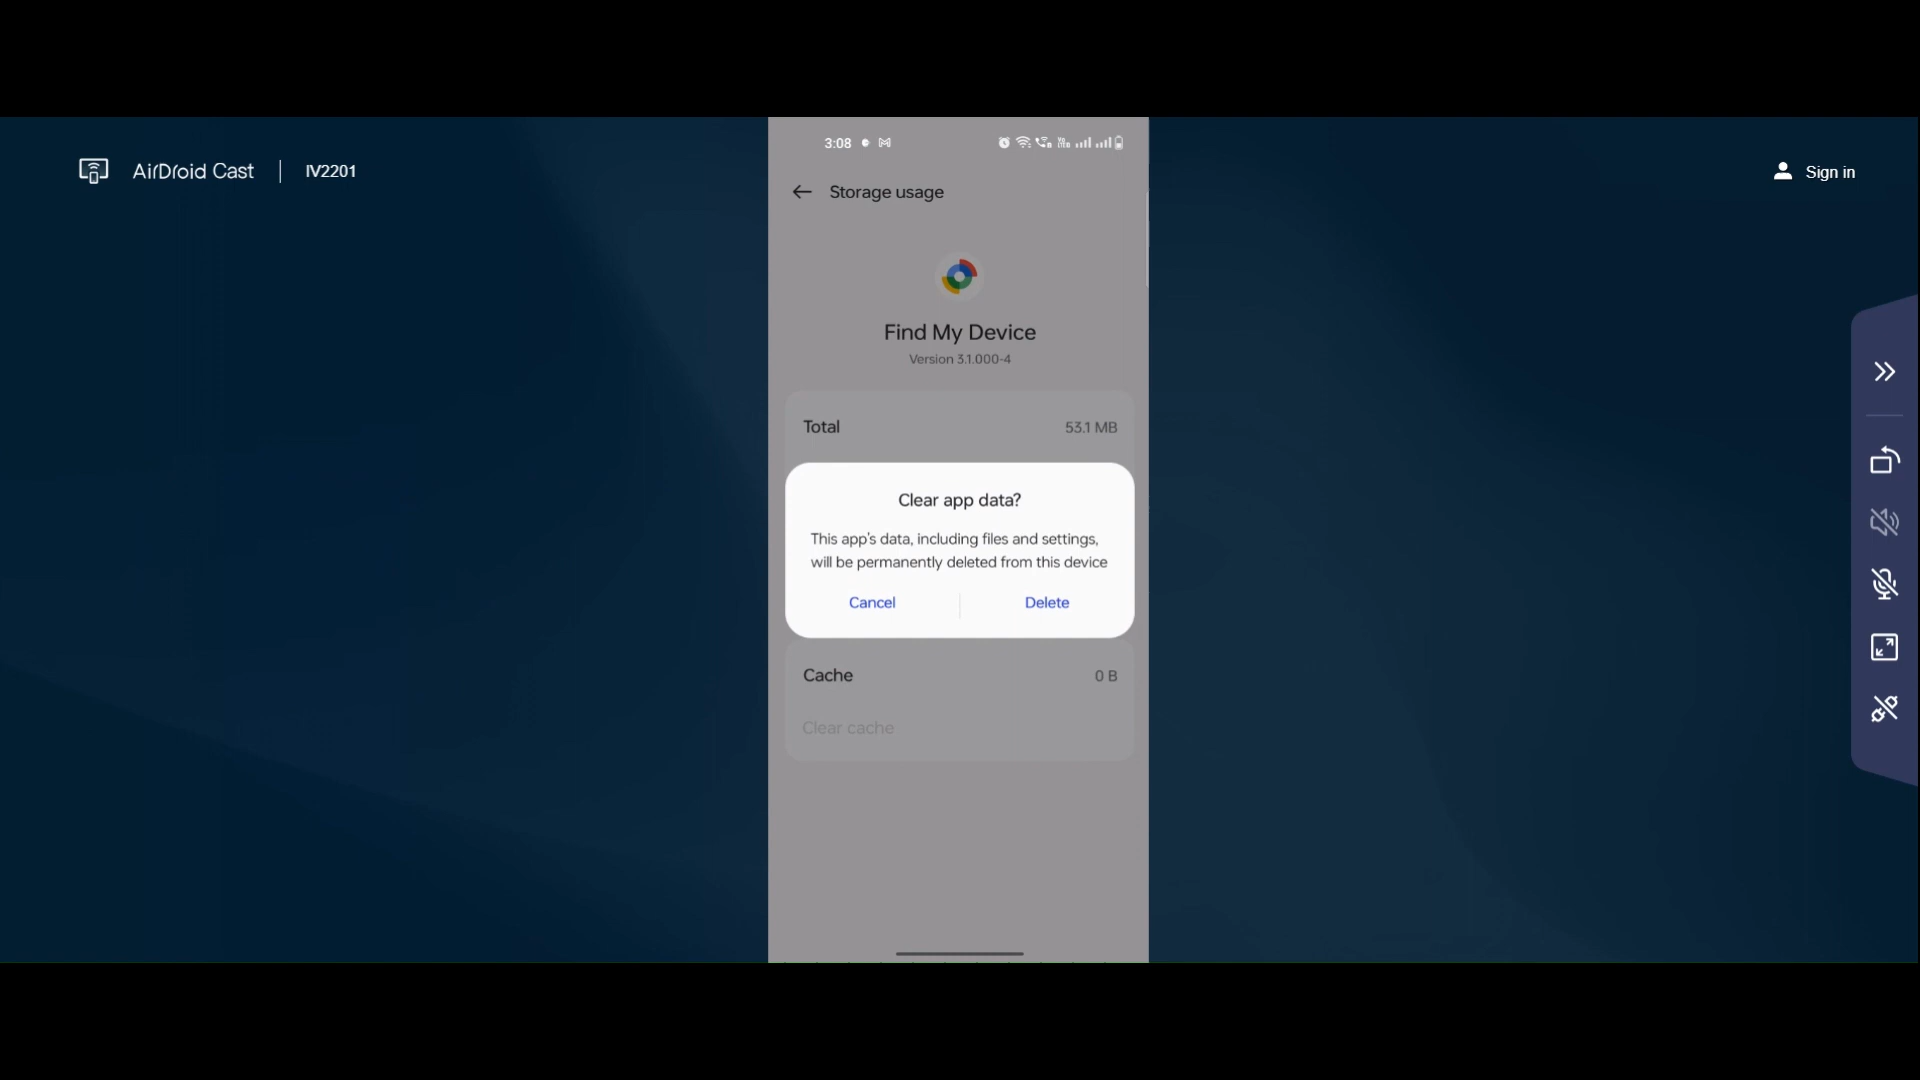 AirDroid Cast
IV2201
Sign in
3:08
Storage usage
Find My Device
Version 3.1.000-4
Total
53.1 MB
Clear app data?
This app's data, including files and settings,
will be permanently deleted from this device
Cancel
Delete
Cache
0 B
Clear cache